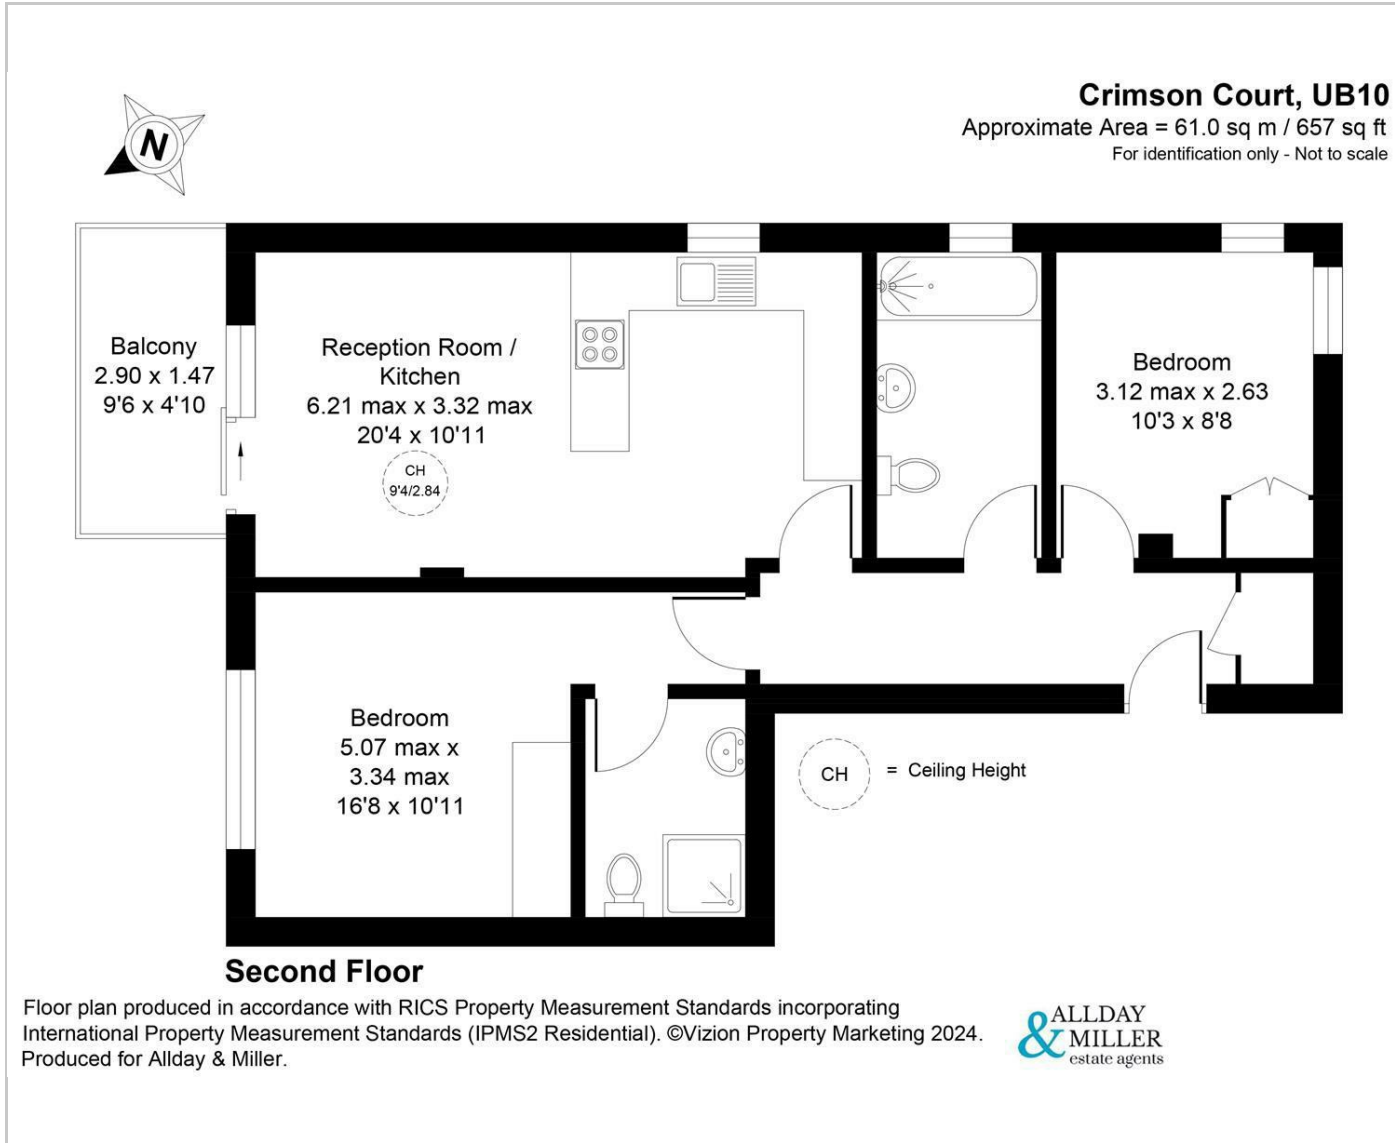 N
Crimson Court, UB10
Approximate Area = 61.0 sq m / 657 sq ft
For identification only - Not to scale
Balcony
2.90 x 1.47
9'6 x 4'10
Reception Room /
Kitchen
6.21 max x 3.32 max
20'4 x 10'11
CH
9'4/2.84
Bedroom
3.12 max x 2.63
10'3 x 8'8
Bedroom
5.07 max x
3.34 max
16'8 x 10'11
CH
= Ceiling Height
Second Floor
Floor plan produced in accordance with RICS Property Measurement Standards incorporating
International Property Measurement Standards (IPMS2 Residential). ©Vizion Property Marketing 2024.
Produced for Allday & Miller.
ALLDAY
& MILLER
estate agents